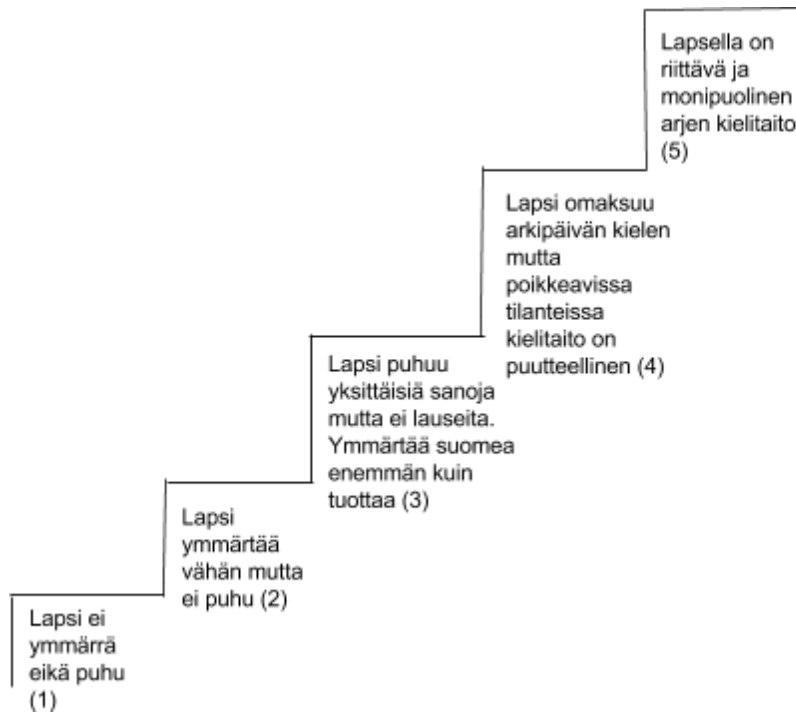 Lapsella on
riittävä ja
monipuolinen
arjen kielitaito
(5)
Lapsi omaksuu
arkipäivän kielen
mutta
poikkeavissa
tilanteissa
kielitaito on
puutteellinen (4)
Lapsi puhuu
yksittäisiä sanoja
mutta ei lauseita.
Ymmärtää suomea
enemmän kuin
tuottaa (3)
Lapsi
ymmärtää
vähän mutta
ei puhu (2)
Lapsi ei
ymmärrä
eikä puhu
(1)